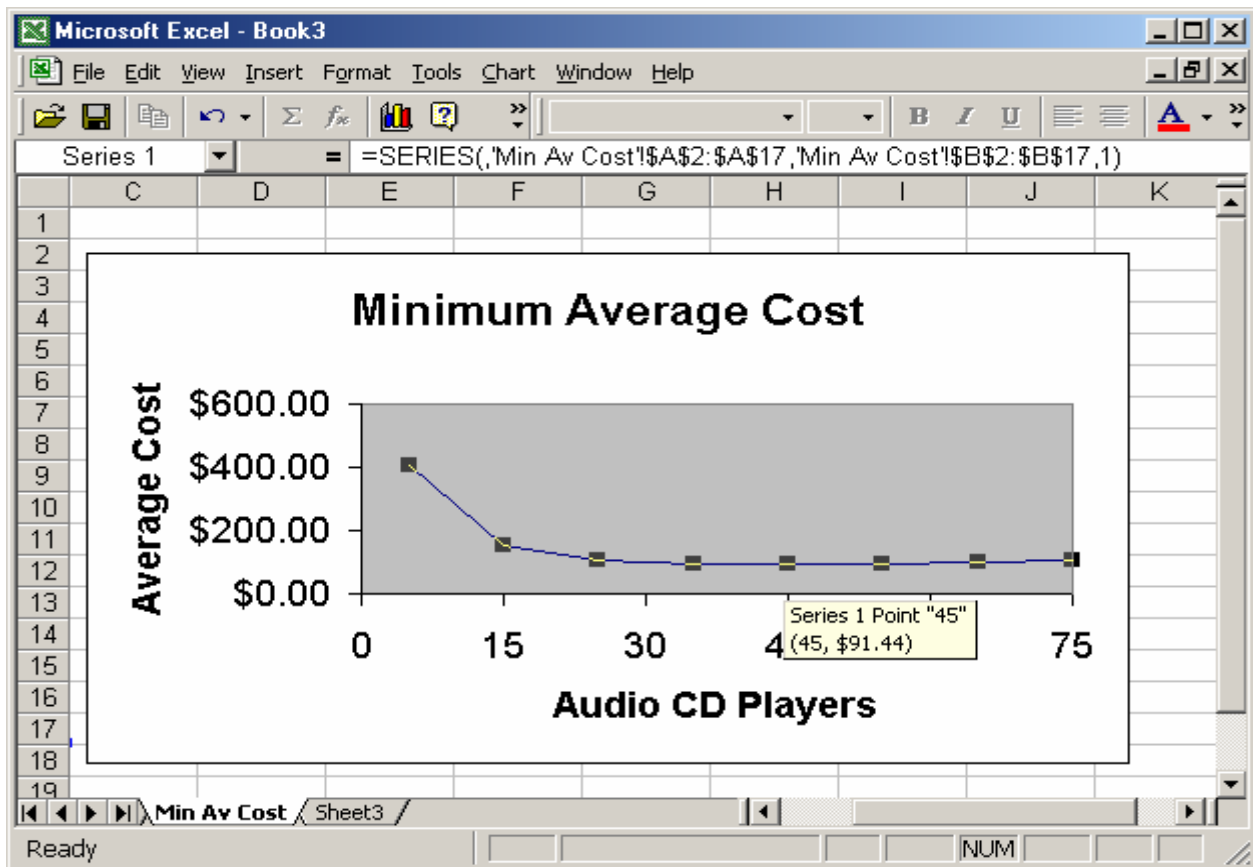 Microsoft Excel - Book3
File Edit View Insert Format Tools Chart Window Help
Σ fx ? » B I U A »
Series 1 = =SERIES(,'Min Av Cost'!$A$2:$A$17,'Min Av Cost'!$B$2:$B$17,1)
C D E F G H I J K
1
2
3
4
5
6
7
8
9
10
11
12
13
14
15
16
17
18
19
Minimum Average Cost
Average Cost
$600.00
$400.00
$200.00
$0.00
0 15 30 4 75
Series 1 Point "45"
(45, $91.44)
Audio CD Players
Min Av Cost Sheet3
Ready NUM